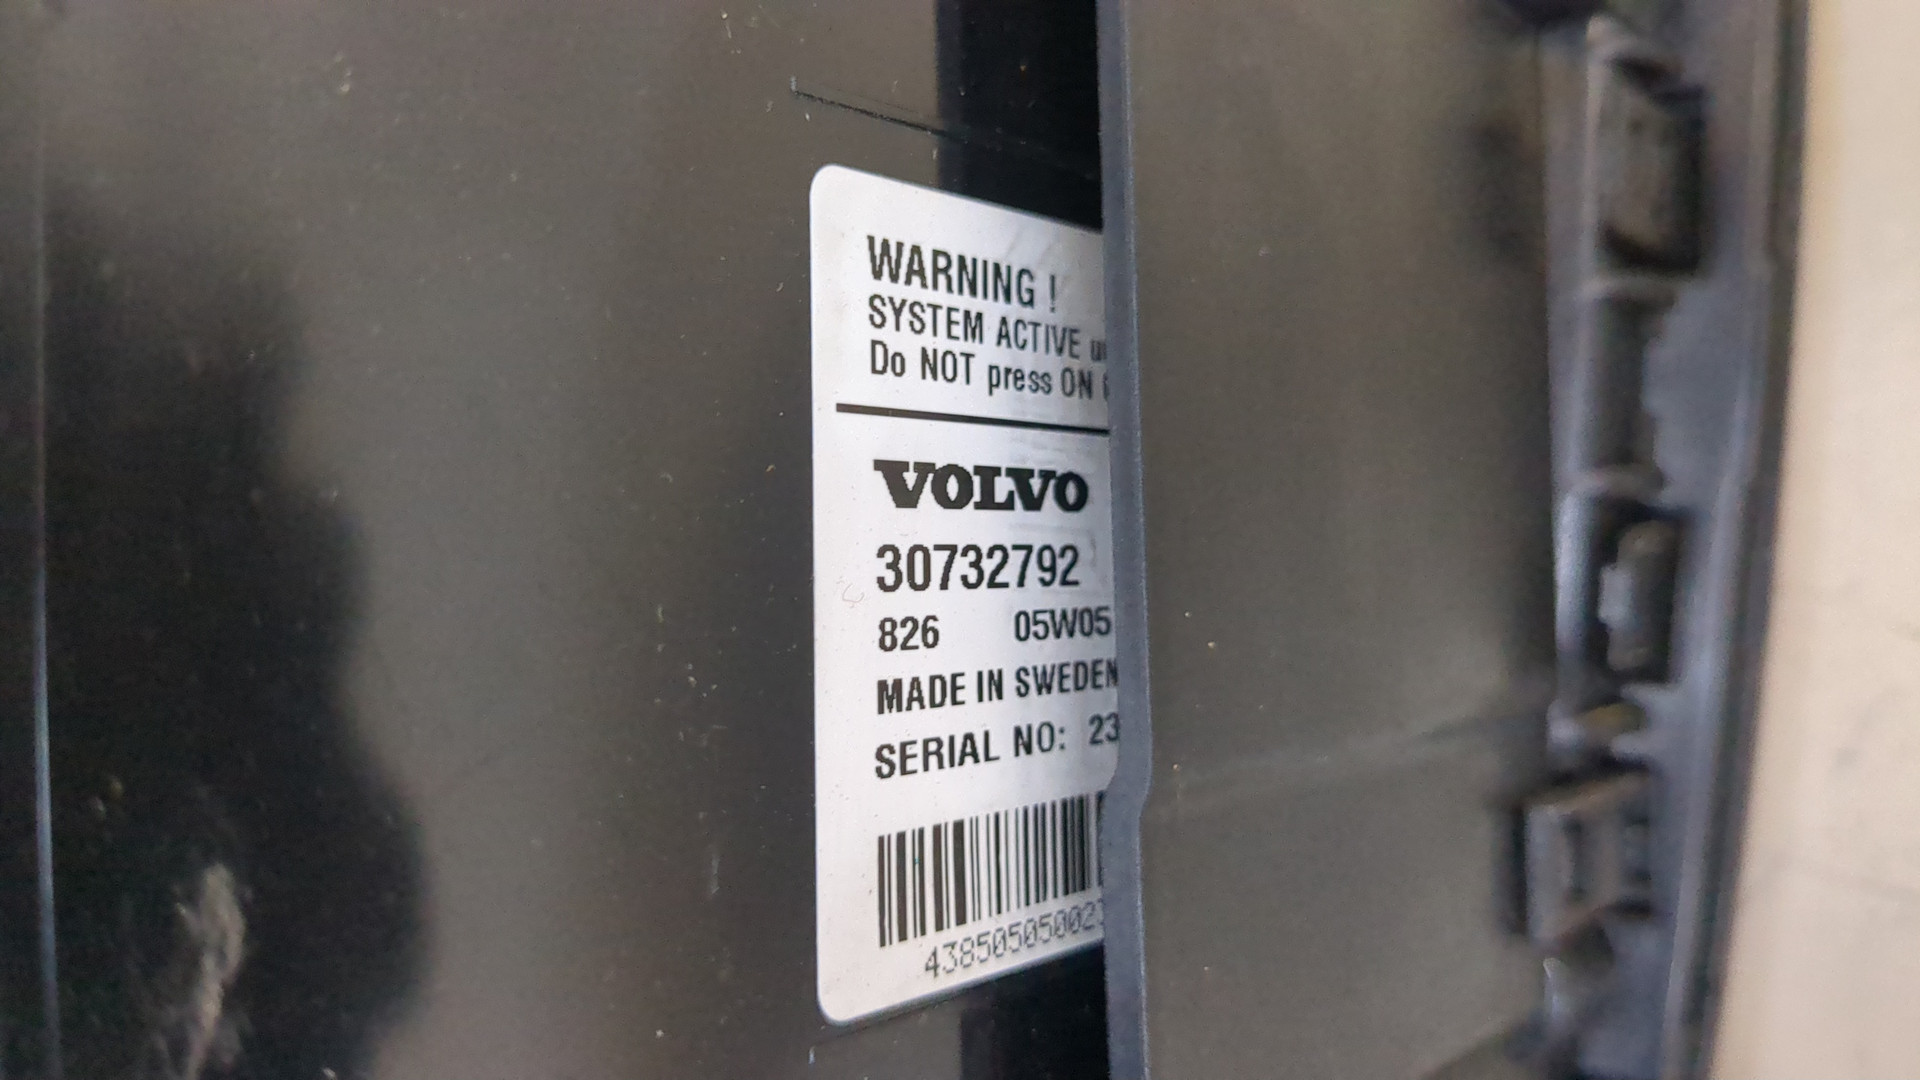 WARNING !
SYSTEM ACTIVE
Do NOT press ON
VOLVO
30732792
826 05W05
MADE IN SWEDEN
SERIAL NO: 23
43850505002